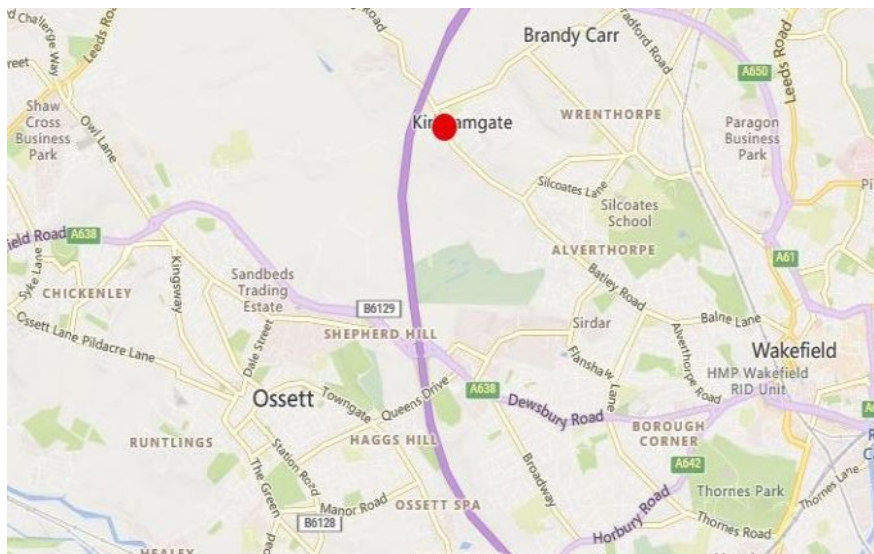 Leeds Road
Challenge Way
Shaw
Cross
Business
Park
Owl Lane
Brandy Carr
Bradford Road
A650
Leeds Road
WRENTHORPE
Paragon
Business
Park
Silcoates Lane
Silcoates
School
ALVERTHORPE
Batley Road
A61
A638
Syke Lane
CHICKENLEY
Kingsway
Sandbeds
Trading
Estate
B6129
SHEPHERD HILL
Ossett Lane
Pildacre Lane
Dale Street
Sirdar
Balne Lane
Flanshaw Lane
Alverthorpe Road
Wakefield
HMP Wakefield
RID Unit
Ossett
Towngate
Queens Drive
A638
Dewsbury Road
BOROUGH
CORNER
RUNTLINGS
HAGGS HILL
Station Road
The Green
Broadway
A642
Thornes Park
Thornes Lane
Manor Road
OSSETT SPA
B6128
Horbury Road
Thornes Road
HEALEY